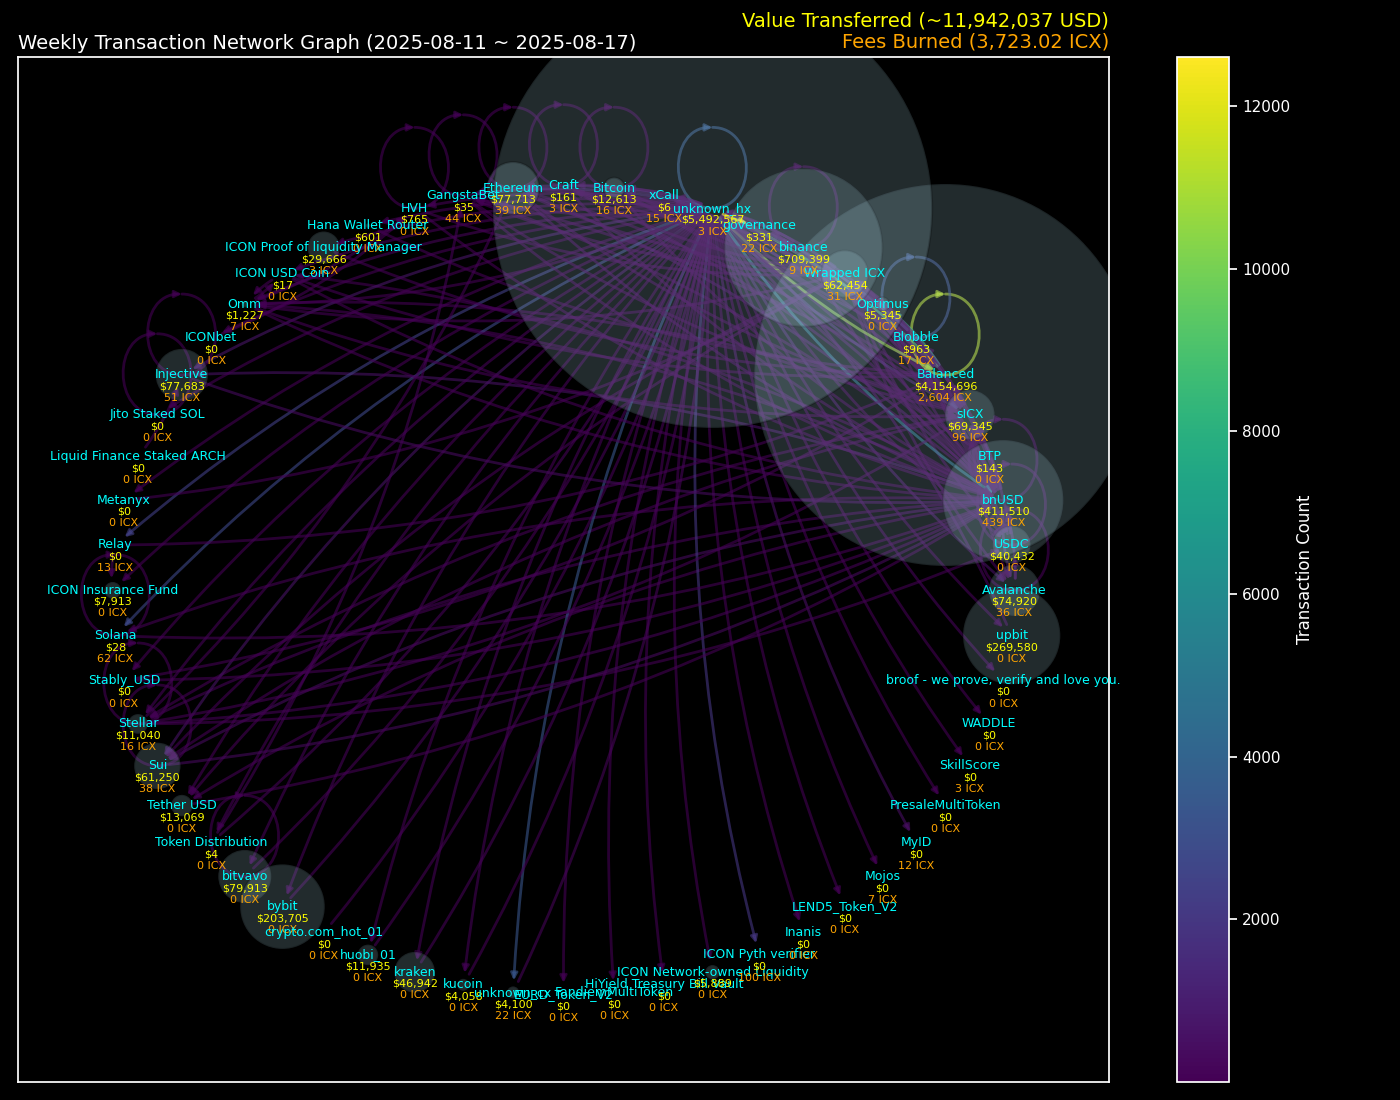 Value Transferred (~11,942,037 USD)
Weekly Transaction Network Graph (2025-08-11 ~ 2025-08-17)
Fees Burned (3,723.02 ICX)
unknown_hx
$5,492,567
3 ICX
xCall
$6
15 ICX
Bitcoin
$12,613
16 ICX
Craft
$161
3 ICX
Ethereum
$77,713
39 ICX
GangstaBet
$35
44 ICX
HVH
$765
0 ICX
Hana Wallet Router
$601
ICON Proof of liquidity Manager
$29,666
ICON USD Coin
$17
0 ICX
Omm
$1,227
7 ICX
ICONbet
$0
0 ICX
Injective
$77,683
51 ICX
Jito Staked SOL
$0
0 ICX
Liquid Finance Staked ARCH
$0
0 ICX
Metanyx
$0
0 ICX
Relay
$0
13 ICX
ICON Insurance Fund
$7,913
0 ICX
Solana
$28
62 ICX
Stably_USD
$0
0 ICX
Stellar
$11,040
16 ICX
Sui
$61,250
38 ICX
Tether USD
$13,069
0 ICX
Token Distribution
$4
0 ICX
bitvavo
$79,913
0 ICX
bybit
$203,705
0 ICX
crypto.com_hot_01
$0
0 ICX
huobi_01
$11,935
0 ICX
kraken
$46,942
0 ICX
kucoin
$4,058
0 ICX
unknown_cx
$4,100
22 ICX
EURD_Token_V2
$0
0 ICX
FandiemMultiToken
$0
0 ICX
HiYield Treasury Bill Vault
$0
0 ICX
ICON Network-owned Liquidity
0 ICX
ICON Pyth verifier
$0
100 ICX
Inanis
$0
0 ICX
LEND5_Token_V2
$0
0 ICX
Mojos
$0
7 ICX
MyID
$0
12 ICX
PresaleMultiToken
$0
0 ICX
SkillScore
$0
3 ICX
WADDLE
$0
0 ICX
broof - we prove, verify and love you.
$0
0 ICX
upbit
$269,580
0 ICX
Avalanche
$74,920
36 ICX
USDC
$40,432
0 ICX
bnUSD
$411,510
439 ICX
BTP
$143
0 ICX
sICX
$69,345
96 ICX
Balanced
$4,154,696
2,604 ICX
Blobble
$963
17 ICX
Optimus
$5,345
0 ICX
Wrapped ICX
$62,454
31 ICX
binance
$709,399
9 ICX
governance
$331
22 ICX
12000
10000
8000
6000
4000
2000
Transaction Count